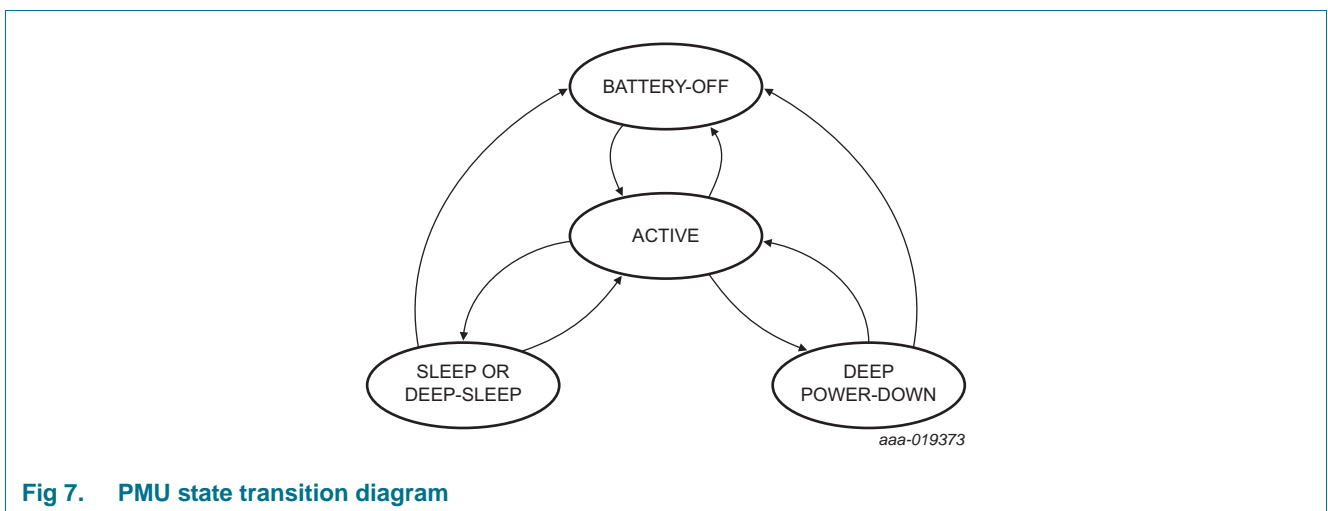 BATTERY-OFF
ACTIVE
SLEEP OR
DEEP-SLEEP
DEEP
POWER-DOWN
aaa-019373
Fig 7. PMU state transition diagram